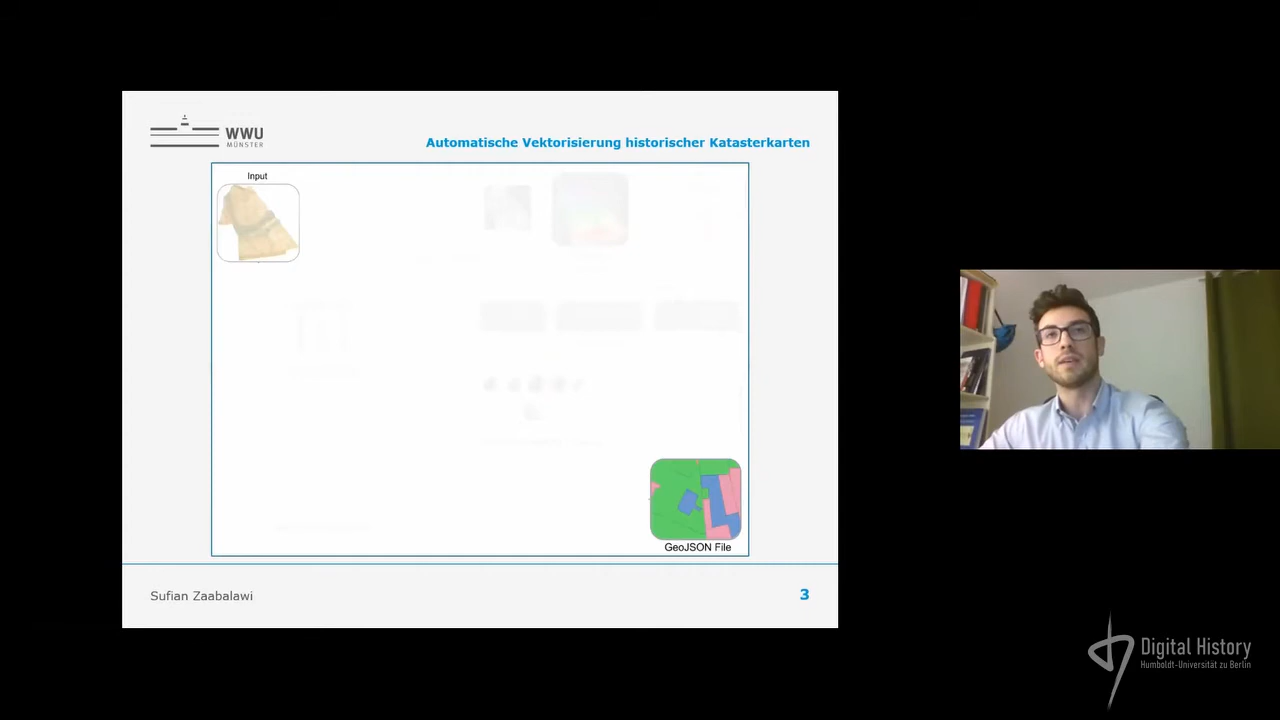 WWU
MÜNSTER
Automatische Vektorisierung historischer Katasterkarten
Input
GeoJSON File
Sufian Zaabalawi
3
Digital History
Humboldt-Universität zu Berlin